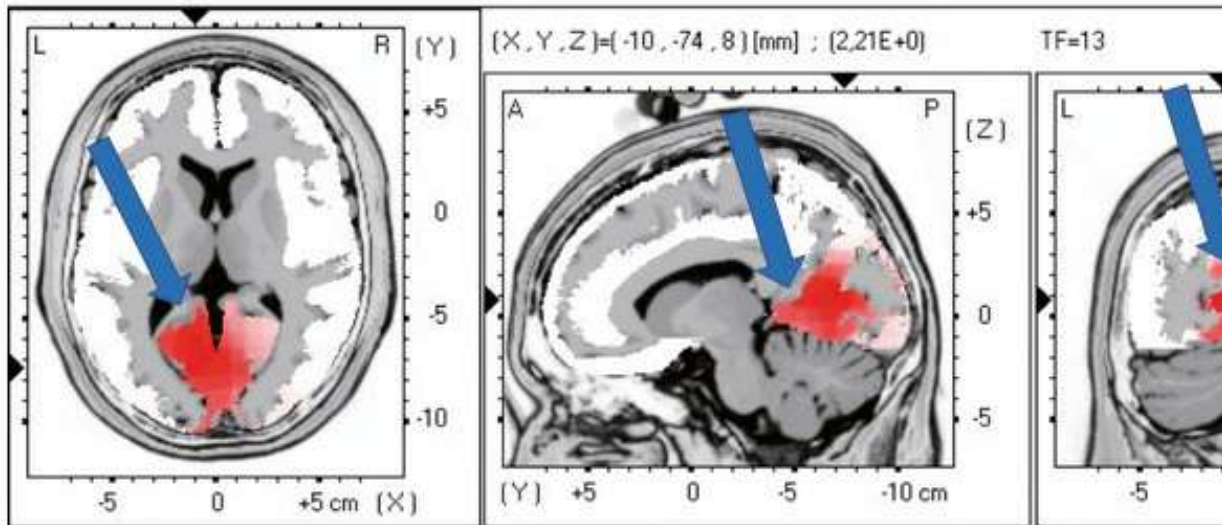 L R (Y)
+5
0
-5
-10
-5 0 +5 cm (X)
(X,Y,Z)=( -10 , -74 , 8 ) [mm] ; (2,21E+0)
A P (Z)
+5
0
-5
(Y) +5 0 -5 -10 cm
TF=13
L
-5